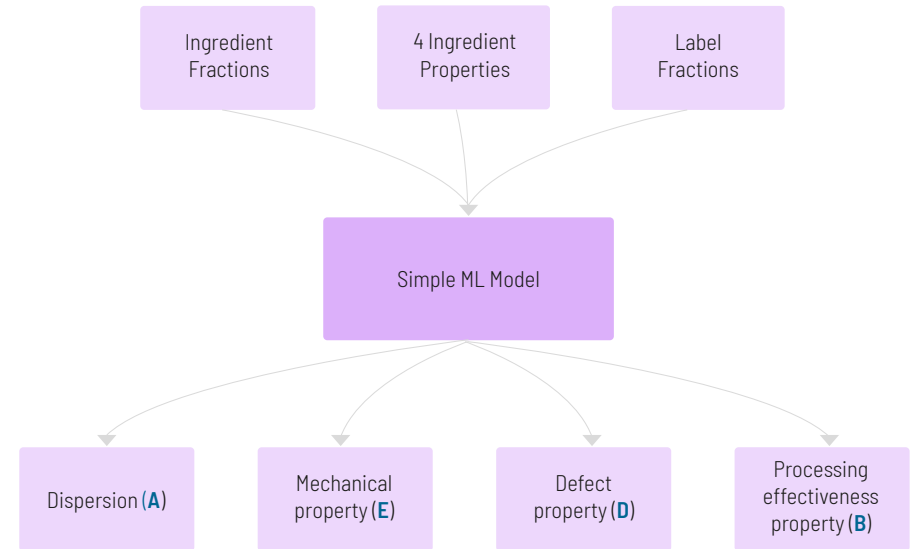 Ingredient
Fractions
4 Ingredient
Properties
Label
Fractions
Simple ML Model
Dispersion (A)
Mechanical
property (E)
Defect
property (D)
Processing
effectiveness
property (B)